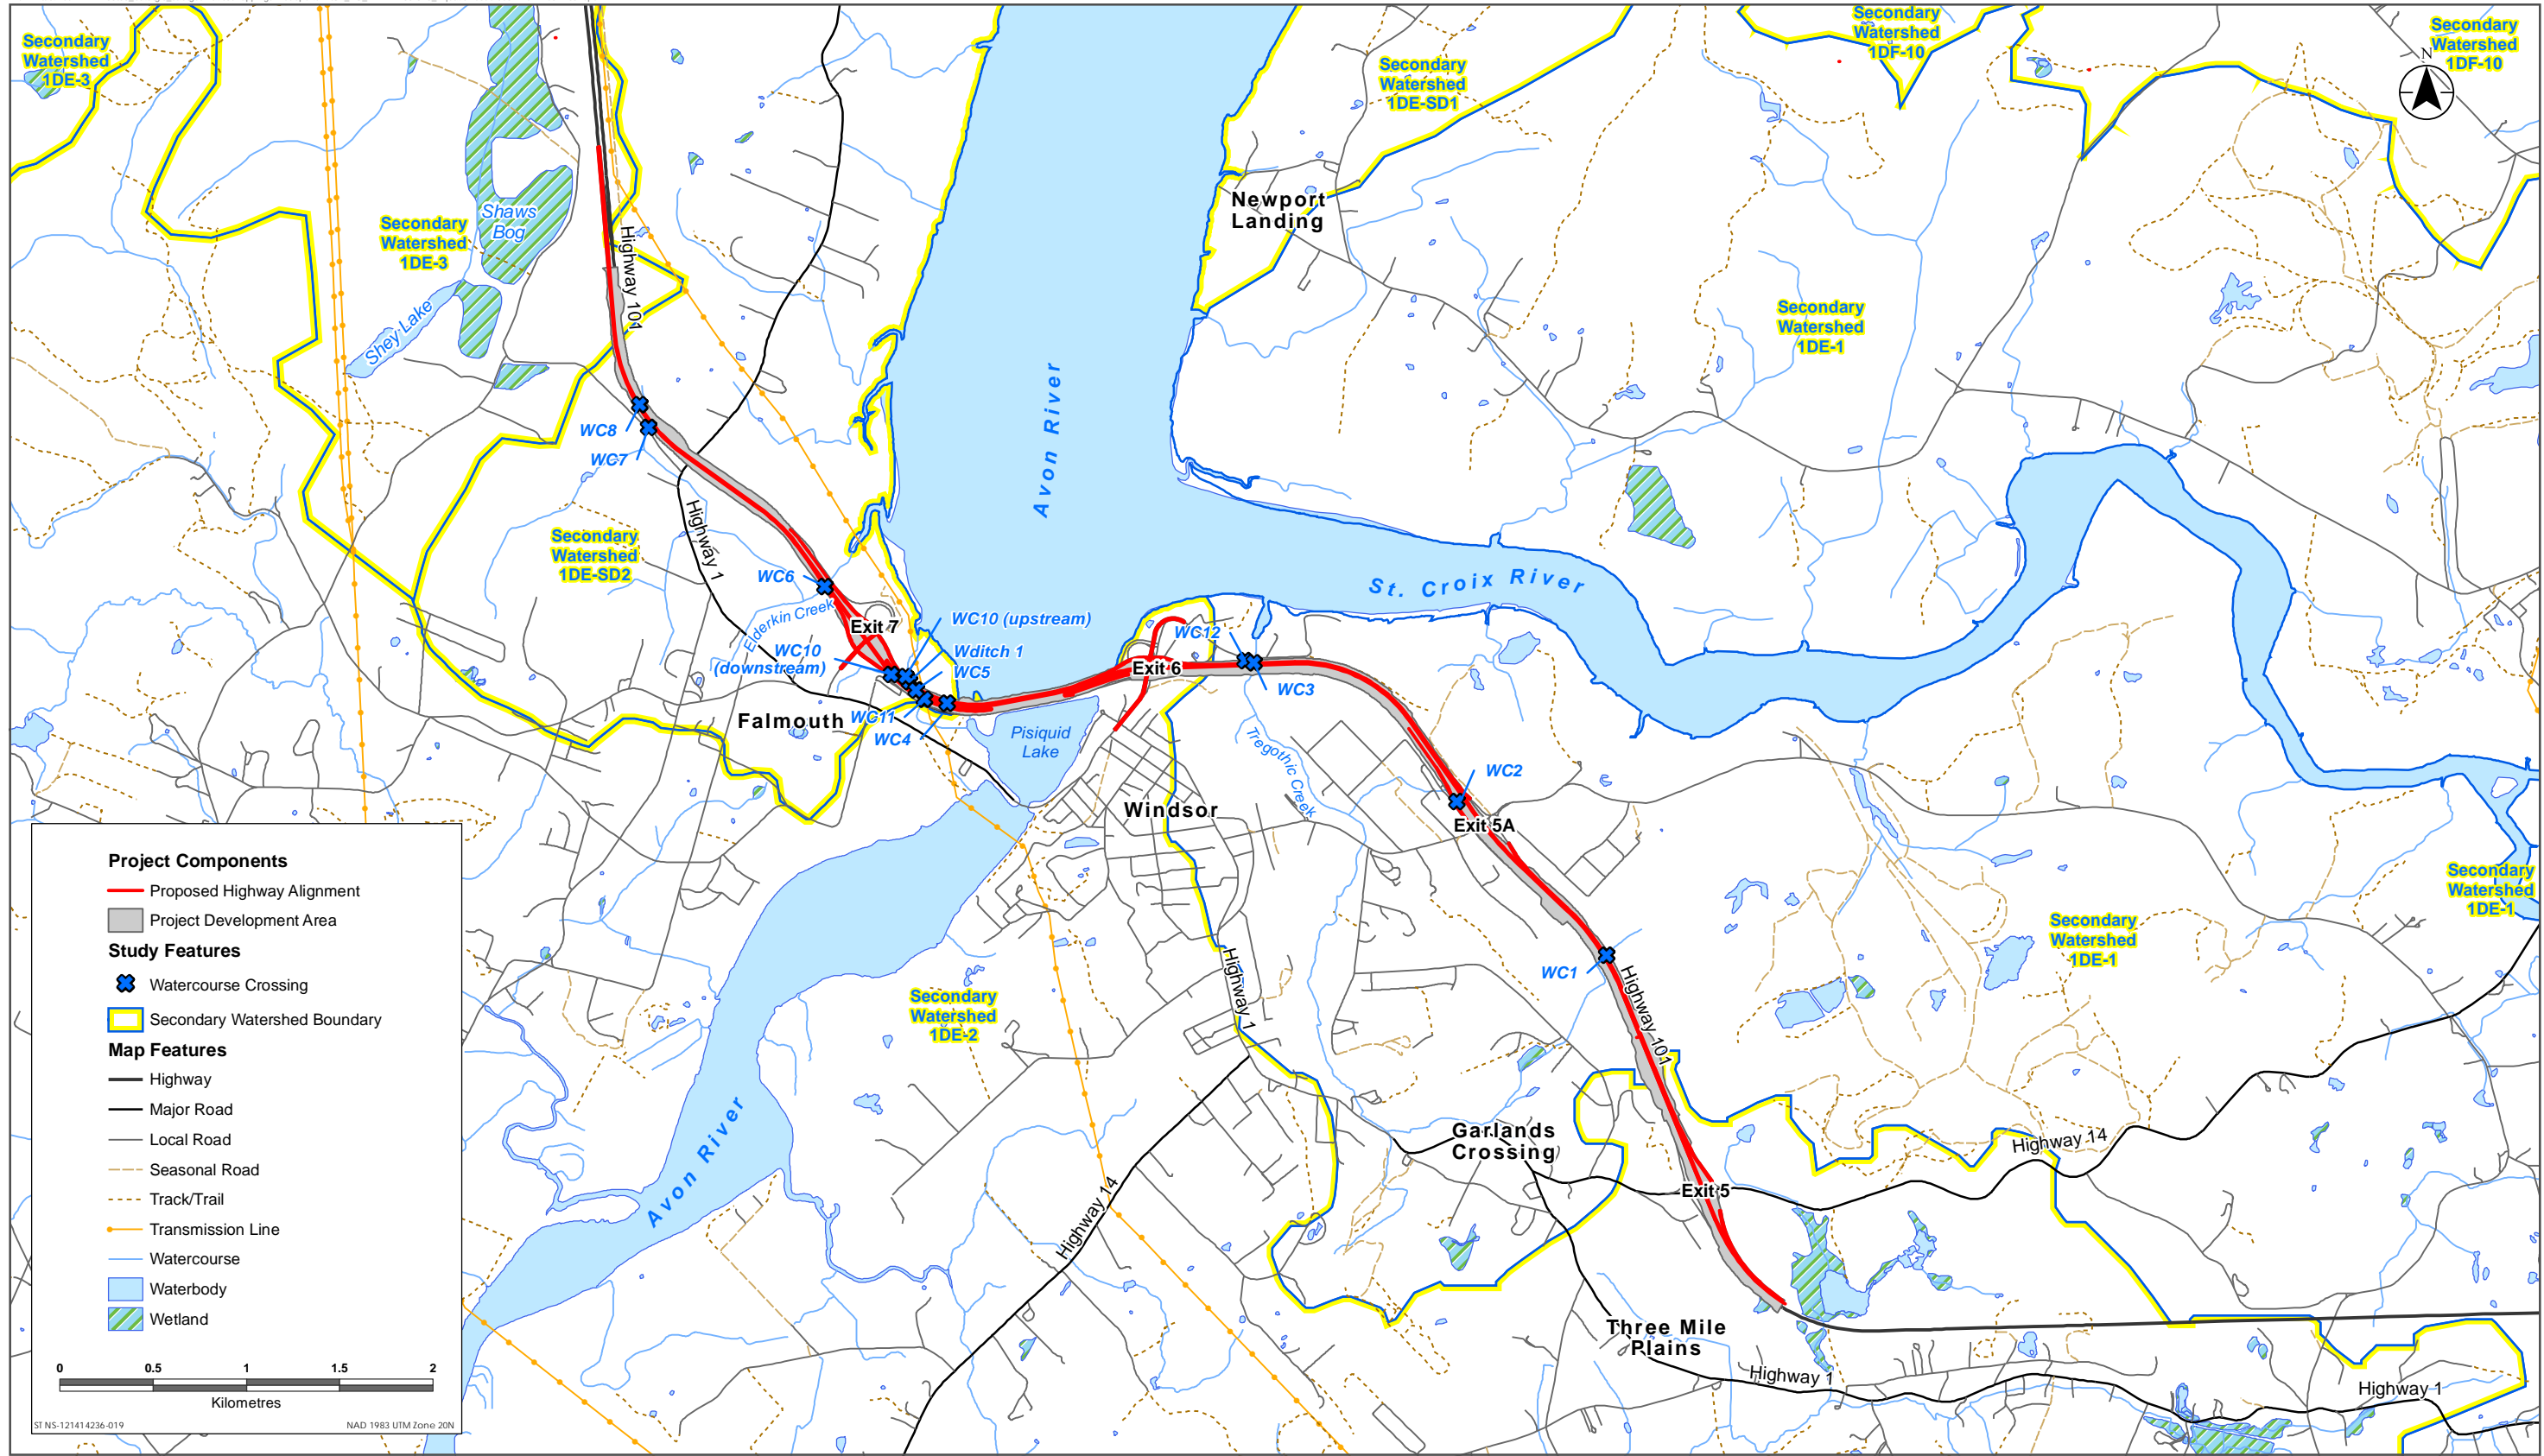 Secondary
Watershed
1DE-3
Secondary
Watershed
1DE-SD1
Secondary
Watershed
1DF-10
Secondary
Watershed
1DF-10
N
Shaws
Bog
Secondary
Watershed
1DE-3
Highway 101
Newport
Landing
Shey Lake
Secondary
Watershed
1DE-1
Avon River
WC8
WC7
Highway 1
Secondary
Watershed
1DE-SD2
WC6
St. Croix River
Elderkin Creek
Exit 7
WC10 (upstream)
WC10
(downstream)
Wditch 1
WC5
WC12
Exit 6
WC3
Falmouth
WC11
WC4
Pisiquid
Lake
Tregothic Creek
WC2
Windsor
Exit 5A
Secondary
Watershed
1DE-1
Secondary
Watershed
1DE-1
WC1
Highway 101
Highway 1
Secondary
Watershed
1DE-2
Avon River
Garlands
Crossing
Highway 14
Highway 14
Exit 5
Three Mile
Plains
Highway 1
Highway 1
Project Components
Proposed Highway Alignment
Project Development Area
Study Features
Watercourse Crossing
Secondary Watershed Boundary
Map Features
Highway
Major Road
Local Road
Seasonal Road
Track/Trail
Transmission Line
Watercourse
Waterbody
Wetland
0 0.5 1 1.5 2
Kilometres
ST NS-121414236-019
NAD 1983 UTM Zone 20N